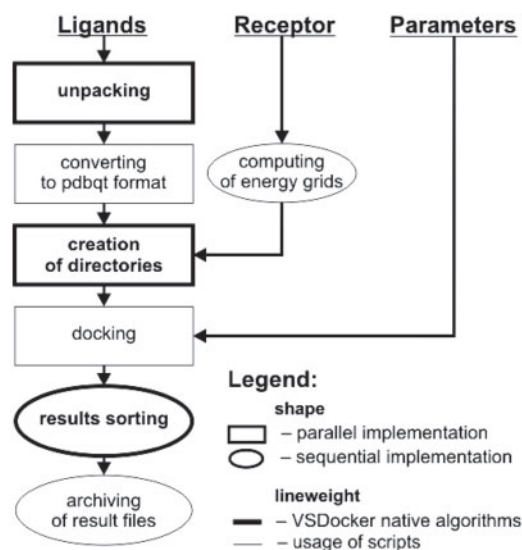 Ligands
Receptor
Parameters
unpacking
converting
to pdbqt format
computing
of energy grids
creation
of directories
docking
results sorting
archiving
of result files
Legend:
shape
– parallel implementation
– sequential implementation
lineweight
– VSDocker native algorithms
– usage of scripts